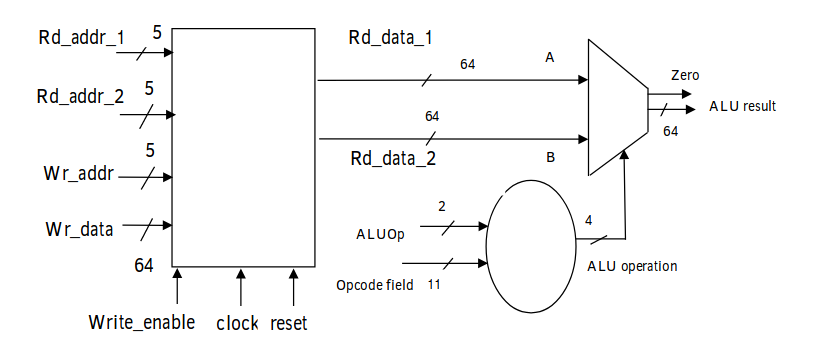 Rd_addr_1
5
Rd_data_1
64
A
Zero
Rd_addr_2
5
64
ALU result
64
5
Rd_data_2
B
Wr_addr
Wr_data
2
4
ALUOp
64
ALU operation
Opcode field
11
Write_enable
clock
reset